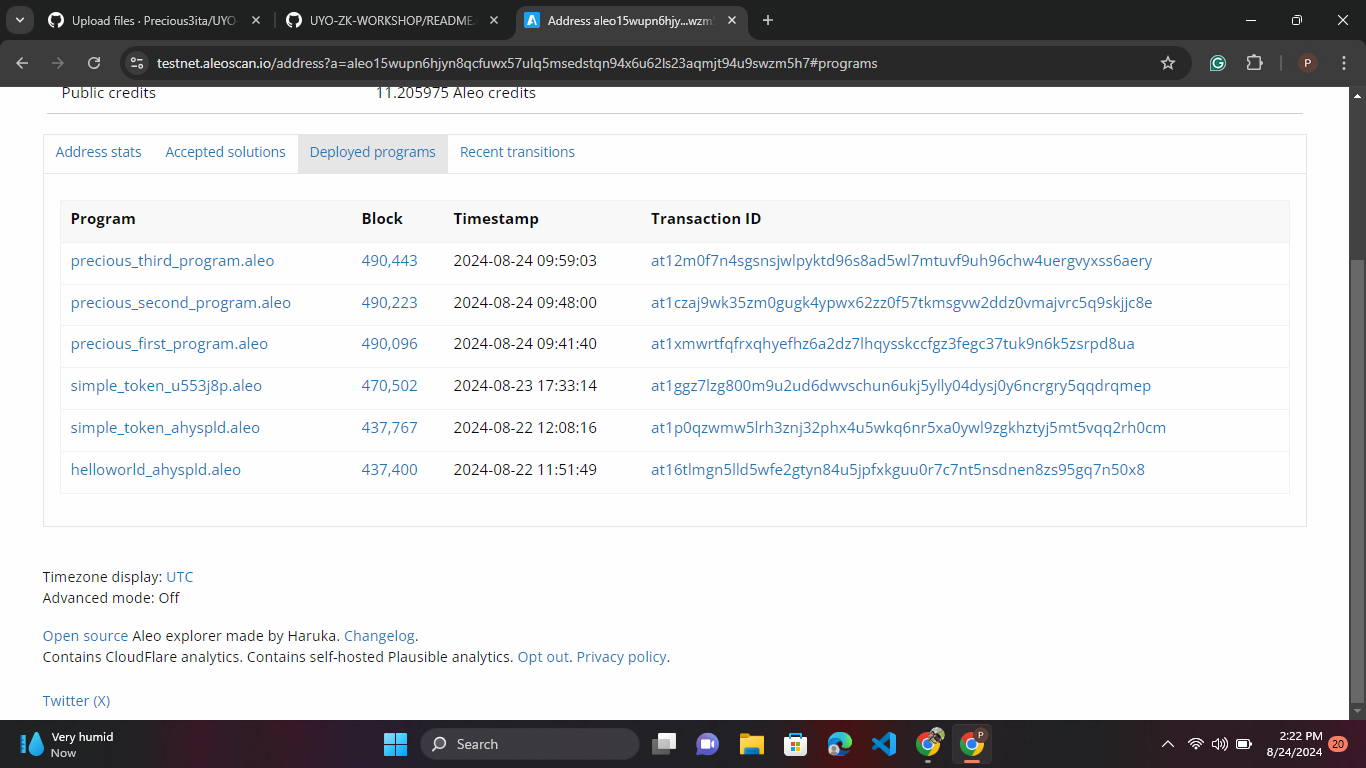 Upload files · Precious3ita/UYO
UYO-ZK-WORKSHOP/README.
Address aleo15wupn6hjy...wzm5
testnet.aleoscan.io/address?a=aleo15wupn6hjyn8qcfuwx57ulq5msedstqn94x6u62ls23aqmjt94u9swzm5h7#programs
P
Public credits 11.205975 Aleo credits
Address stats Accepted solutions Deployed programs Recent transitions
Program Block Timestamp Transaction ID
precious_third_program.aleo 490,443 2024-08-24 09:59:03 at12m0f7n4sgsnsjwlpyktd96s8ad5wl7mtuvf9uh96chw4uergvyxss6aery
precious_second_program.aleo 490,223 2024-08-24 09:48:00 at1czaj9wk35zm0gugk4ypwx62zz0f57tkmsgvw2ddz0vmajvrc5q9skjjc8e
precious_first_program.aleo 490,096 2024-08-24 09:41:40 at1xmwrtfqfrxqhyefhz6a2dz7lhqysskccfgz3fegc37tuk9n6k5zsrpd8ua
simple_token_u553j8p.aleo 470,502 2024-08-23 17:33:14 at1ggz7lzg800m9u2ud6dwvschun6ukj5ylly04dysj0y6ncrgry5qqdrqmep
simple_token_ahyspld.aleo 437,767 2024-08-22 12:08:16 at1p0qzwmw5lrh3znj32phx4u5wkq6nr5xa0ywl9zgkhztyj5mt5vqq2rh0cm
helloworld_ahyspld.aleo 437,400 2024-08-22 11:51:49 at16tlmgn5lld5wfe2gtyn84u5jpfxkguu0r7c7nt5nsdnen8zs95gq7n50x8
Timezone display: UTC
Advanced mode: Off
Open source Aleo explorer made by Haruka. Changelog.
Contains CloudFlare analytics. Contains self-hosted Plausible analytics. Opt out. Privacy policy.
Twitter (X)
Very humid
Now
Search
P
2:22 PM
8/24/2024
20